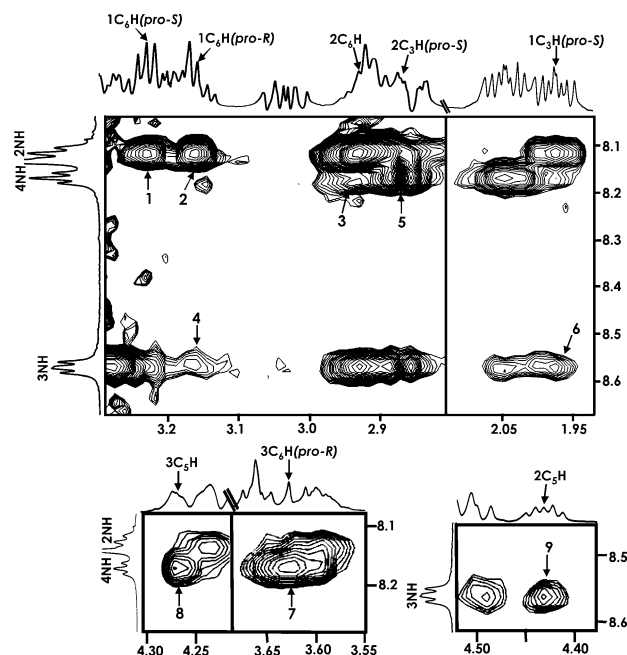 1C₆H(pro-S)
1C₆H(pro-R)
2C₆H
2C₃H(pro-S)
1C₃H(pro-S)
4NH 2NH
3NH
1
2
3
5
4
6
8.1
8.2
8.3
8.4
8.5
8.6
3.2
3.1
3.0
2.9
2.05
1.95
3C₅H
3C₆H(pro-R)
2C₅H
4NH 2NH
8
7
8.1
8.2
4.30
4.25
3.65
3.60
3.55
3NH
9
8.5
8.6
4.50
4.40